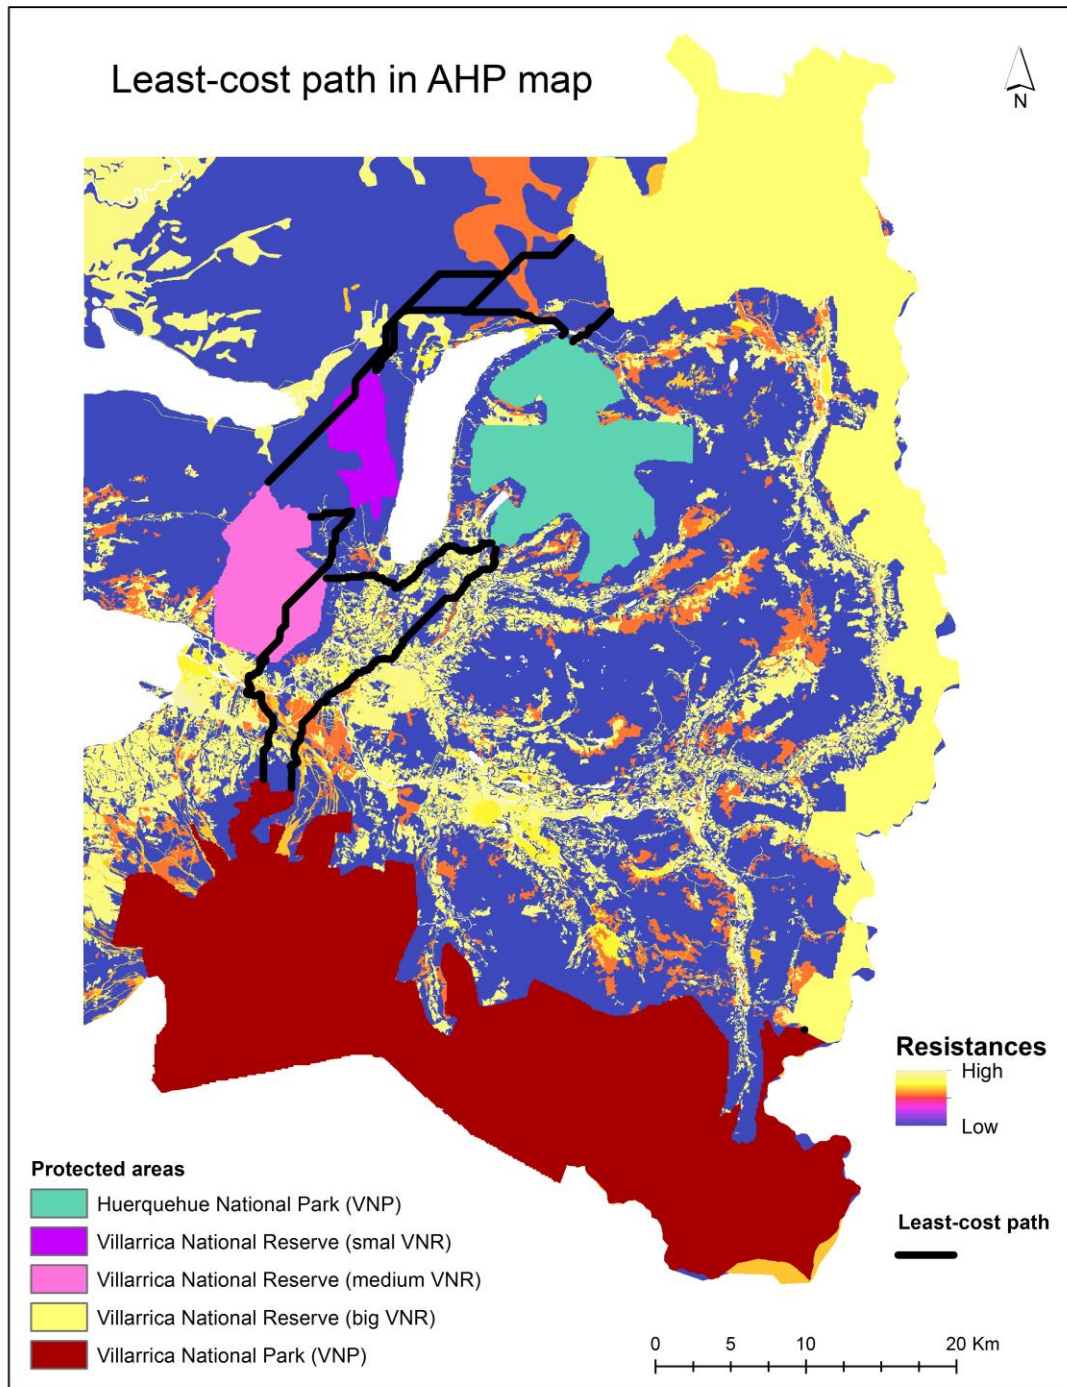 Least-cost path in AHP map
N
Resistances
High
Low
Protected areas
Huerquehue National Park (VNP)
Villarrica National Reserve (smal VNR)
Villarrica National Reserve (medium VNR)
Villarrica National Reserve (big VNR)
Villarrica National Park (VNP)
Least-cost path
0 5 10 20 Km